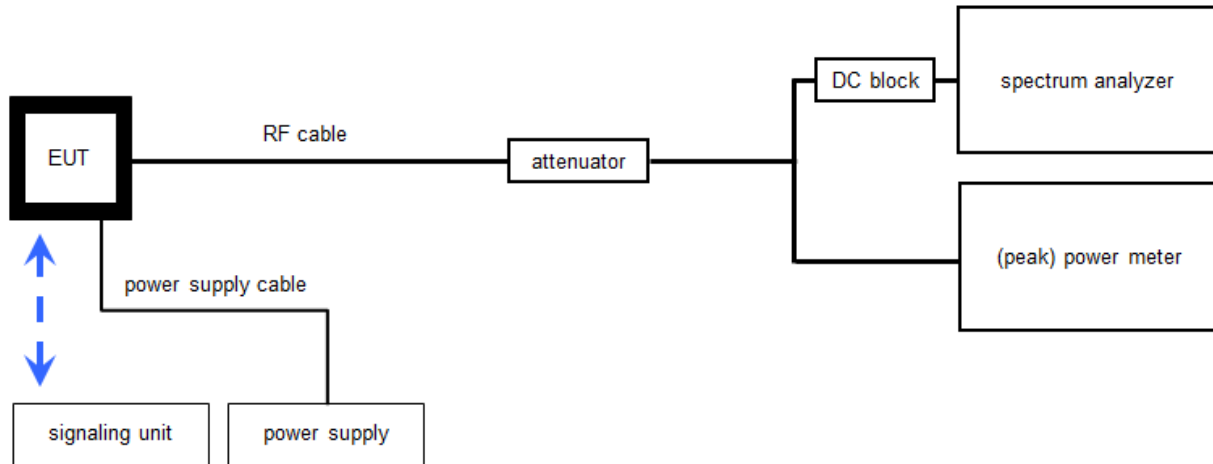 DC block
spectrum analyzer
RF cable
EUT
attenuator
(peak) power meter
power supply cable
signaling unit
power supply